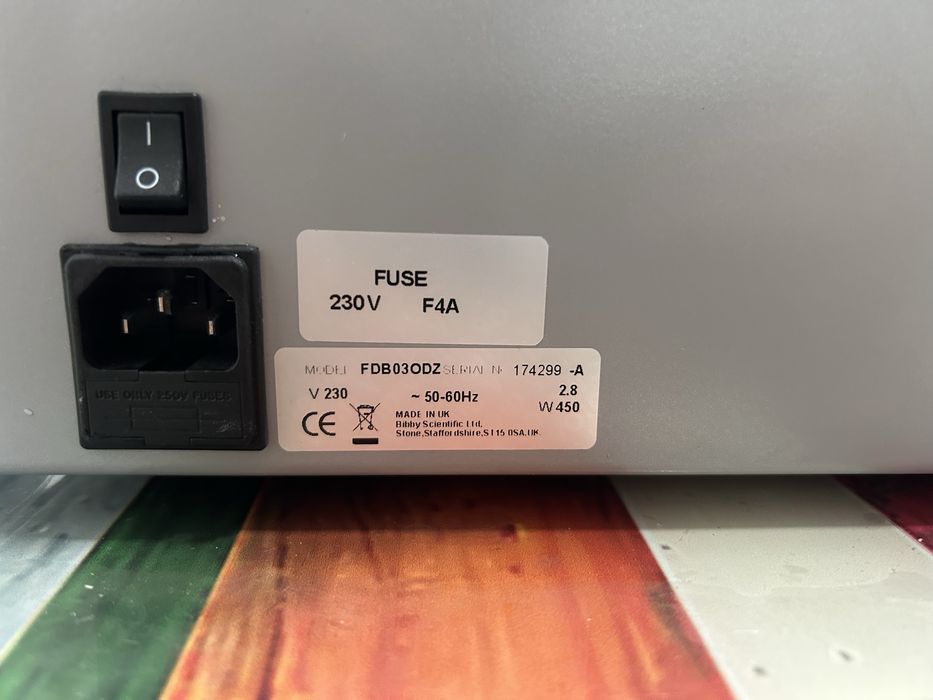 I
O
FUSE
230V F4A
USE ONLY 250V FUSES
MODEL FDB03ODZ SERIAL Nº 174299 -A
V 230 ~ 50-60Hz 2.8
W 450
CE
MADE IN UK
Bibby Scientific Ltd,
Stone,Staffordshire,ST15 0SA,UK.